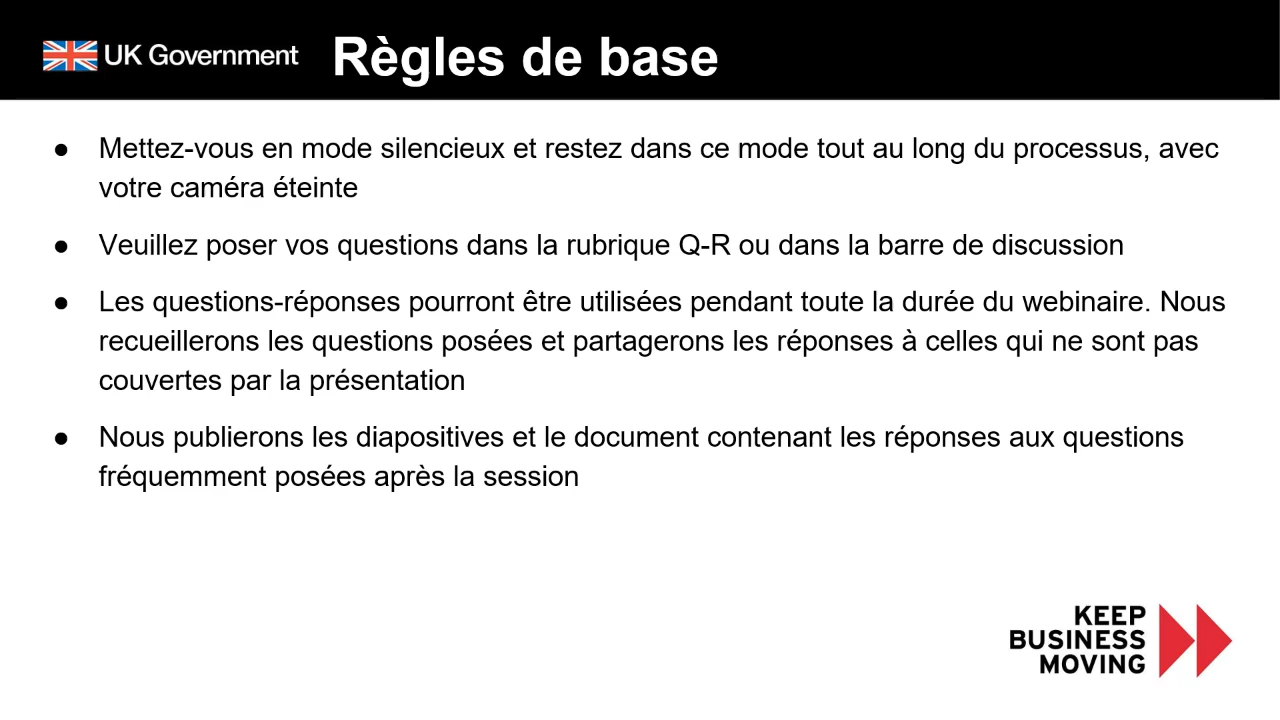 UK Government
Règles de base
● Mettez-vous en mode silencieux et restez dans ce mode tout au long du processus, avec
votre caméra éteinte
● Veuillez poser vos questions dans la rubrique Q-R ou dans la barre de discussion
● Les questions-réponses pourront être utilisées pendant toute la durée du webinaire. Nous
recueillerons les questions posées et partagerons les réponses à celles qui ne sont pas
couvertes par la présentation
● Nous publierons les diapositives et le document contenant les réponses aux questions
fréquemment posées après la session
KEEP
BUSINESS
MOVING